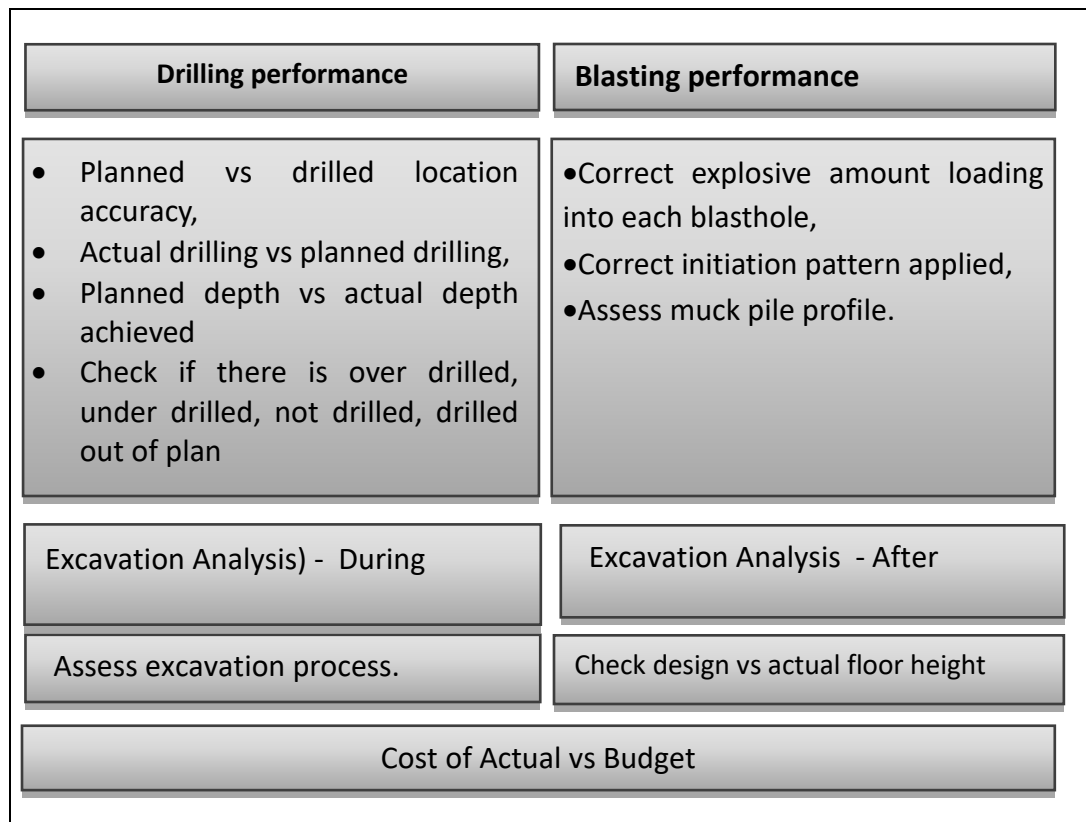 Drilling performance
Blasting performance
• Planned vs drilled location
accuracy,
• Actual drilling vs planned drilling,
• Planned depth vs actual depth
achieved
• Check if there is over drilled,
under drilled, not drilled, drilled
out of plan
•Correct explosive amount loading
into each blasthole,
•Correct initiation pattern applied,
•Assess muck pile profile.
Excavation Analysis) - During
Excavation Analysis - After
Assess excavation process.
Check design vs actual floor height
Cost of Actual vs Budget